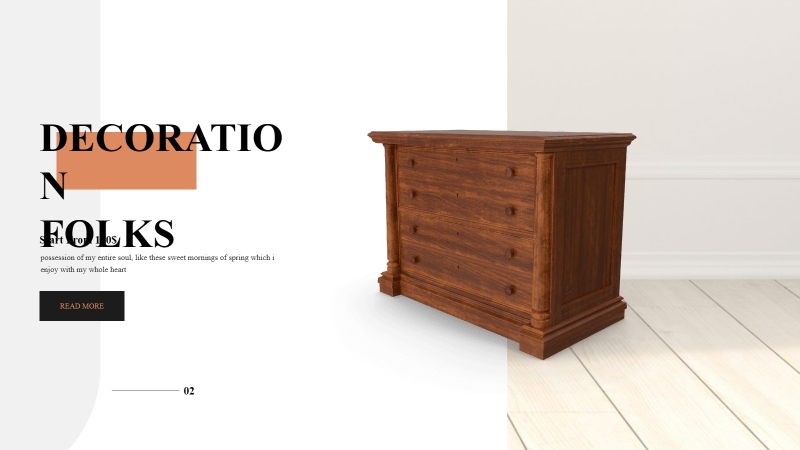 DECORATIO
N
FOLKS
Start From
possession of my entire soul, like these sweet mornings of spring which i
enjoy with my whole heart
READ MORE
02